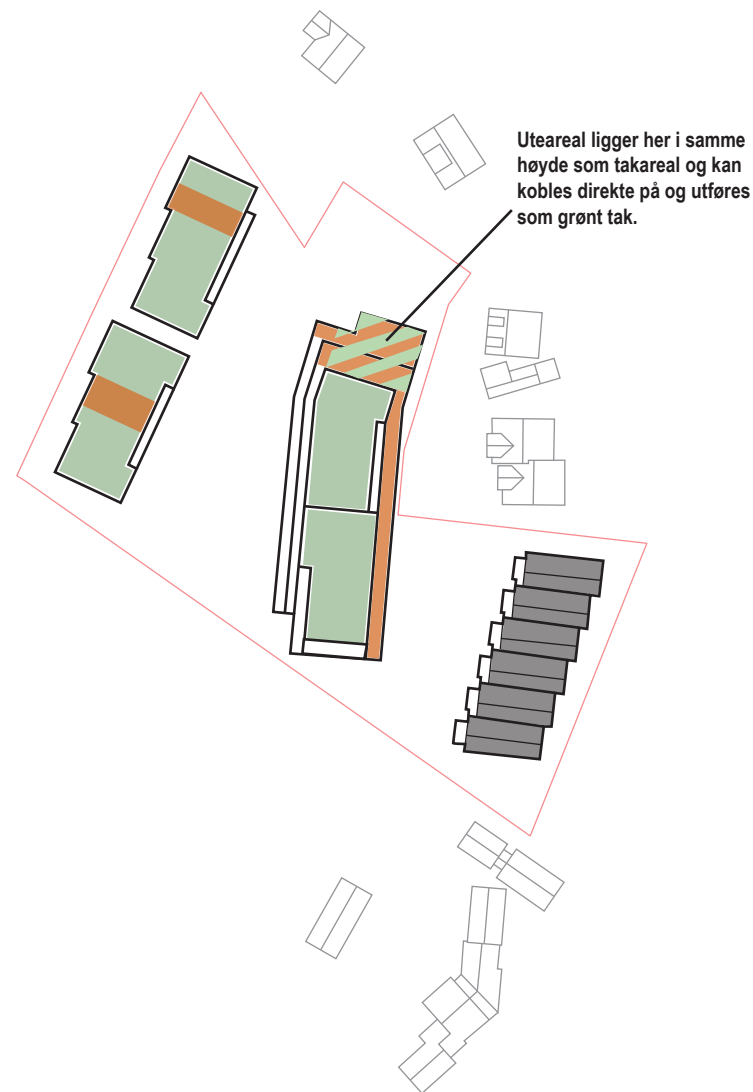 Uteareal ligger her i samme
høyde som takareal og kan
kobles direkte på og utføres
som grønt tak.